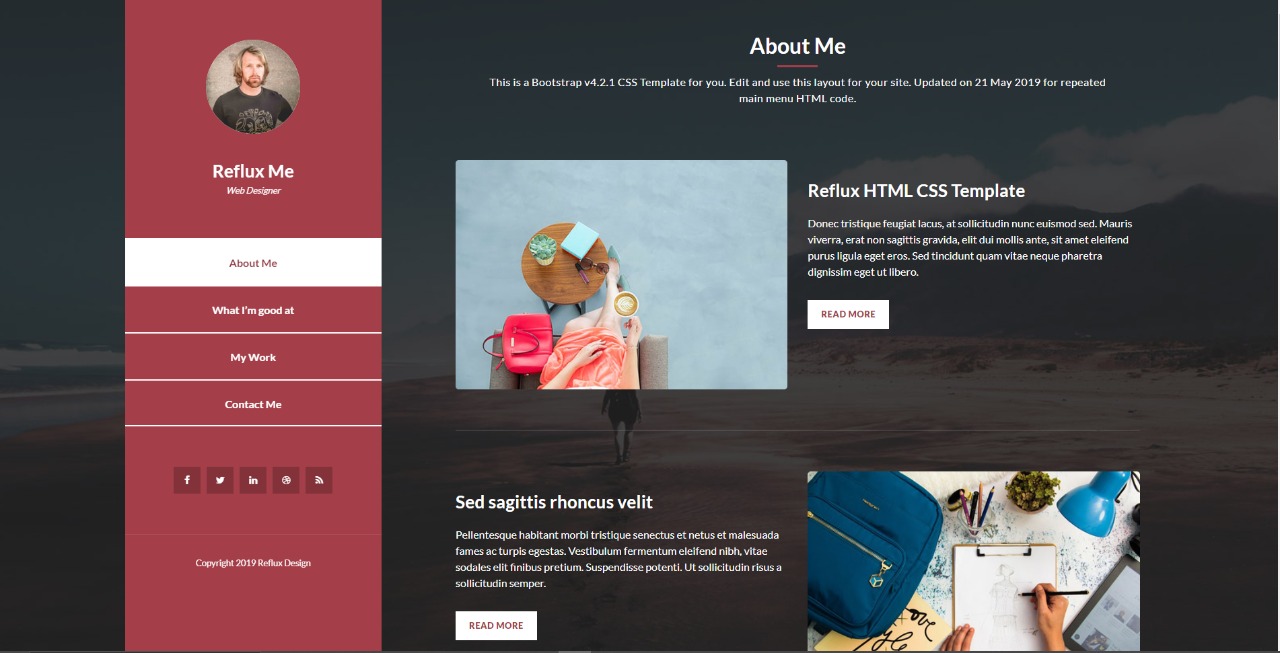 Reflux Me
Web Designer
About Me
What I'm good at
My Work
Contact Me
Copyright 2019 Reflux Design
About Me
This is a Bootstrap v4.2.1 CSS Template for you. Edit and use this layout for your site. Updated on 21 May 2019 for repeated
main menu HTML code.
Reflux HTML CSS Template
Donec tristique feugiat lacus, at sollicitudin nunc euismod sed. Mauris
viverra, erat non sagittis gravida, elit dui mollis ante, sit amet eleifend
purus ligula eget eros. Sed tincidunt quam vitae neque pharetra
dignissim eget ut libero.
READ MORE
Sed sagittis rhoncus velit
Pellentesque habitant morbi tristique senectus et netus et malesuada
fames ac turpis egestas. Vestibulum fermentum eleifend nibh, vitae
sodales elit finibus pretium. Suspendisse potenti. Ut sollicitudin risus a
sollicitudin semper.
READ MORE